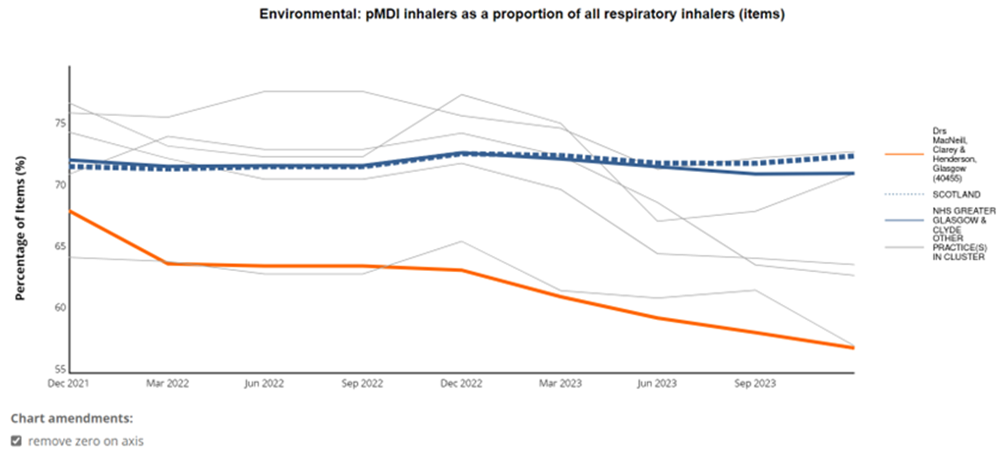 Environmental: pMDI inhalers as a proportion of all respiratory inhalers (items)
Percentage of Items (%)
75
70
65
60
55
Dec 2021
Mar 2022
Jun 2022
Sep 2022
Dec 2022
Mar 2023
Jun 2023
Sep 2023
Drs
MacNeill,
Clarey &
Henderson,
Glasgow
(40455)
SCOTLAND
NHS GREATER
GLASGOW &
CLYDE
OTHER
PRACTICE(S)
IN CLUSTER
Chart amendments:
remove zero on axis